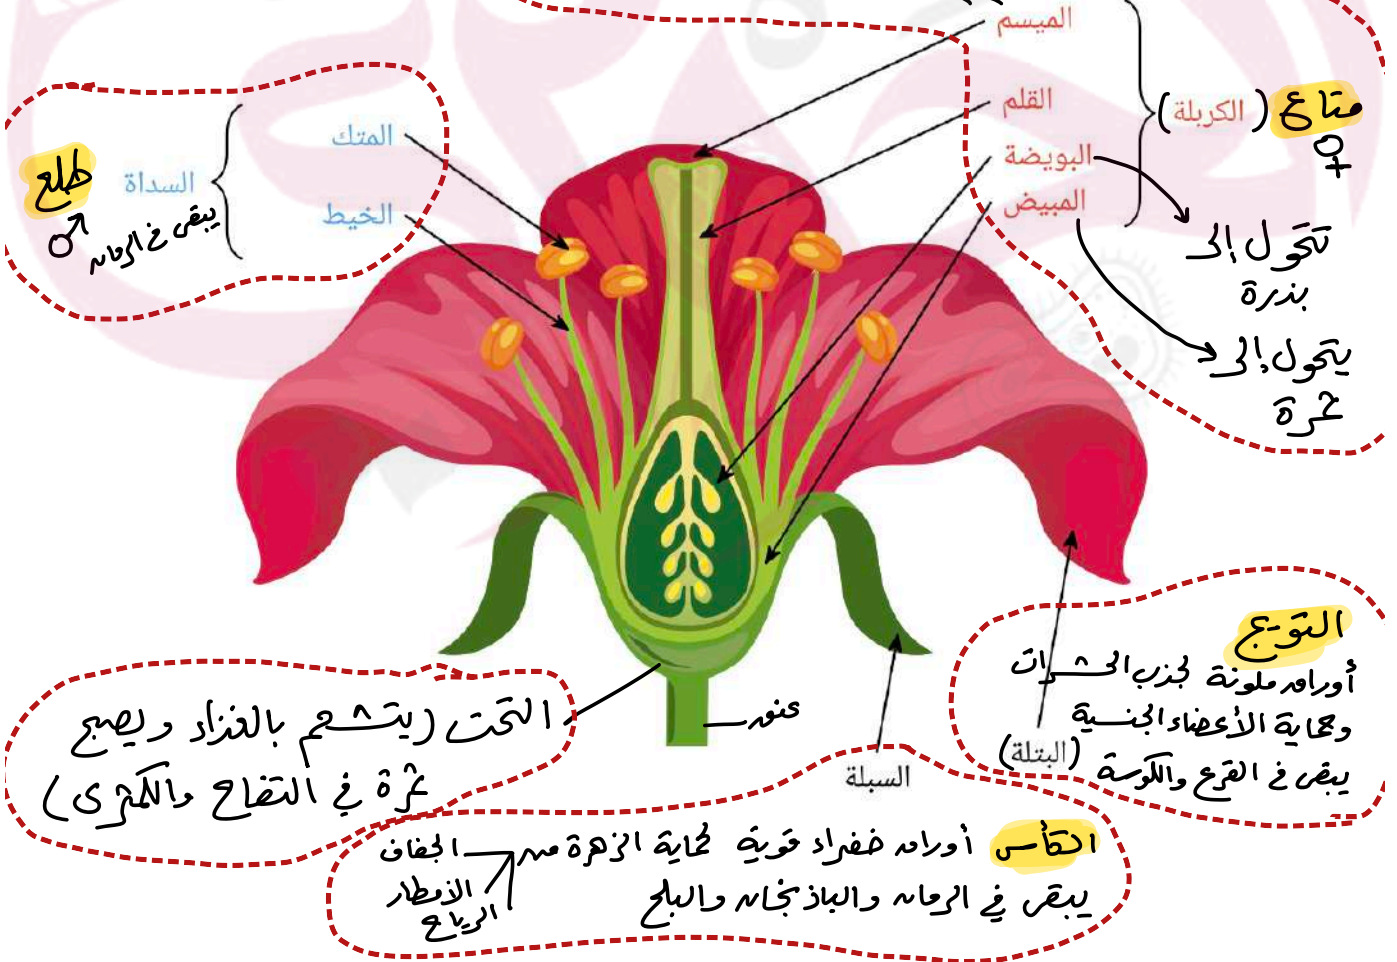 الميسم
القلم
البويضة
المبيض
(الكربلة)
متاع
♀
تتحول إلى
بذرة
يتحول إلى
ثمرة
المتك
الخيط
السداة
طلع
♂
يبقى في الرمان
التويج
أوراق ملونة لجذب الحشرات
وحماية الأعضاء الجنسية
يبقى في القرع والكوسة
(البتلة)
عنق
السبلة
التخت (يتشحم بالغذاء ويصبح
ثمرة في التفاح والكمثرى)
الكأس أوراق خضراء قوية لحماية الزهرة من
الجفاف
الأمطار
الرياح
يبقى في الرمان والباذنجان والبلح